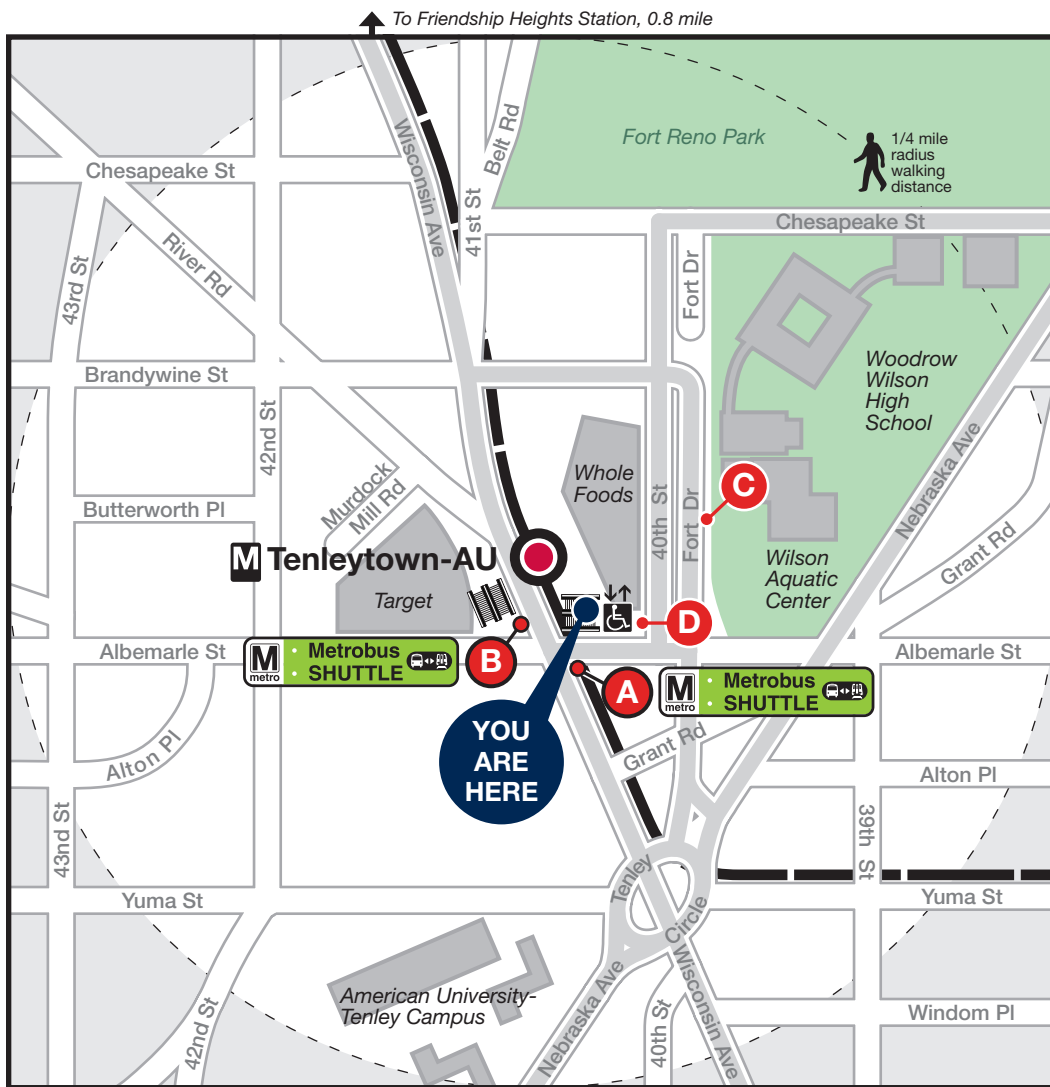 To Friendship Heights Station, 0.8 mile
Wisconsin Ave
Belt Rd
41st St
Fort Reno Park
1/4 mile
radius
walking
distance
Chesapeake St
Chesapeake St
43rd St
River Rd
Fort Dr
Woodrow
Wilson
High
School
Brandywine St
42nd St
Nebraska Ave
Murdock
Mill Rd
Whole
Foods
40th St
Fort Dr
C
Butterworth Pl
Grant Rd
M Tenleytown-AU
Target
Wilson
Aquatic
Center
D
B
Albemarle St
M
metro
Metrobus
SHUTTLE
A
M
metro
Metrobus
SHUTTLE
Albemarle St
YOU
ARE
HERE
Grant Rd
Alton Pl
Alton Pl
43nd St
39th St
Tenley
Circle
Yuma St
Yuma St
American University-
Tenley Campus
Nebraska Ave
Wisconsin Ave
42nd St
40th St
Windom Pl